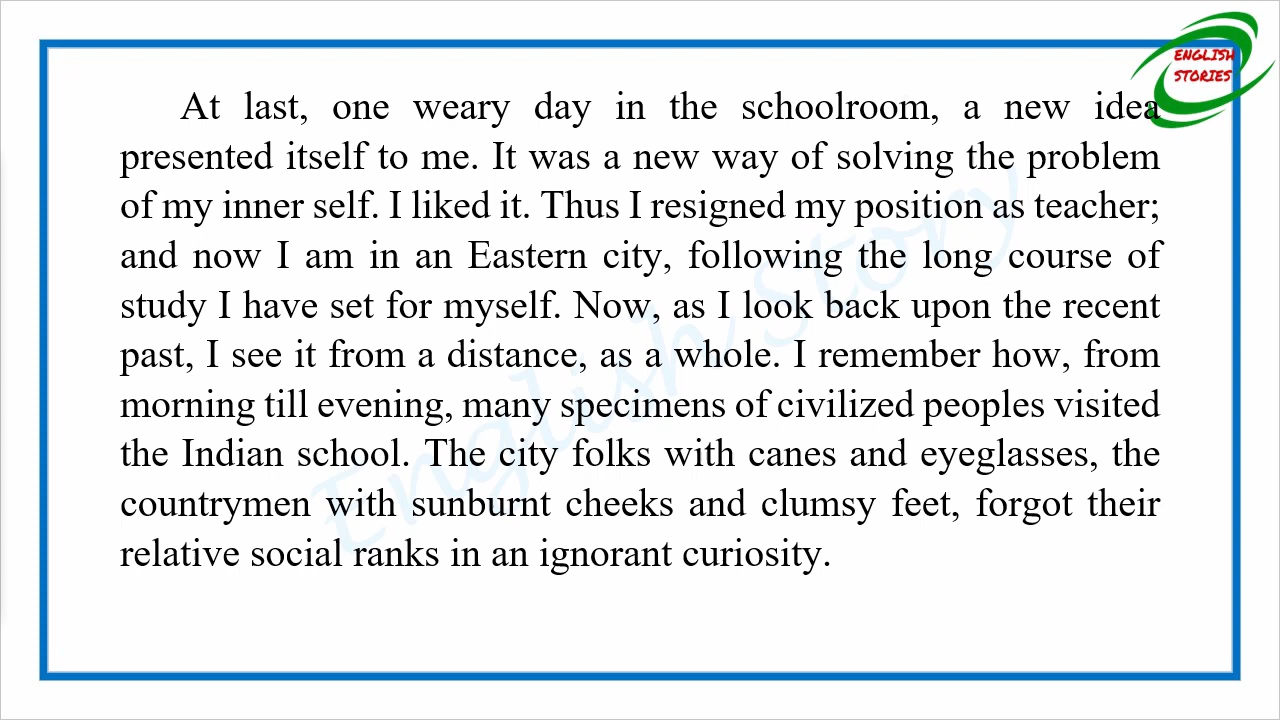 ENGLISH
STORIES
At last, one weary day in the schoolroom, a new idea
presented itself to me. It was a new way of solving the problem
of my inner self. I liked it. Thus I resigned my position as teacher;
and now I am in an Eastern city, following the long course of
study I have set for myself. Now, as I look back upon the recent
past, I see it from a distance, as a whole. I remember how, from
morning till evening, many specimens of civilized peoples visited
the Indian school. The city folks with canes and eyeglasses, the
countrymen with sunburnt cheeks and clumsy feet, forgot their
relative social ranks in an ignorant curiosity.
English Story